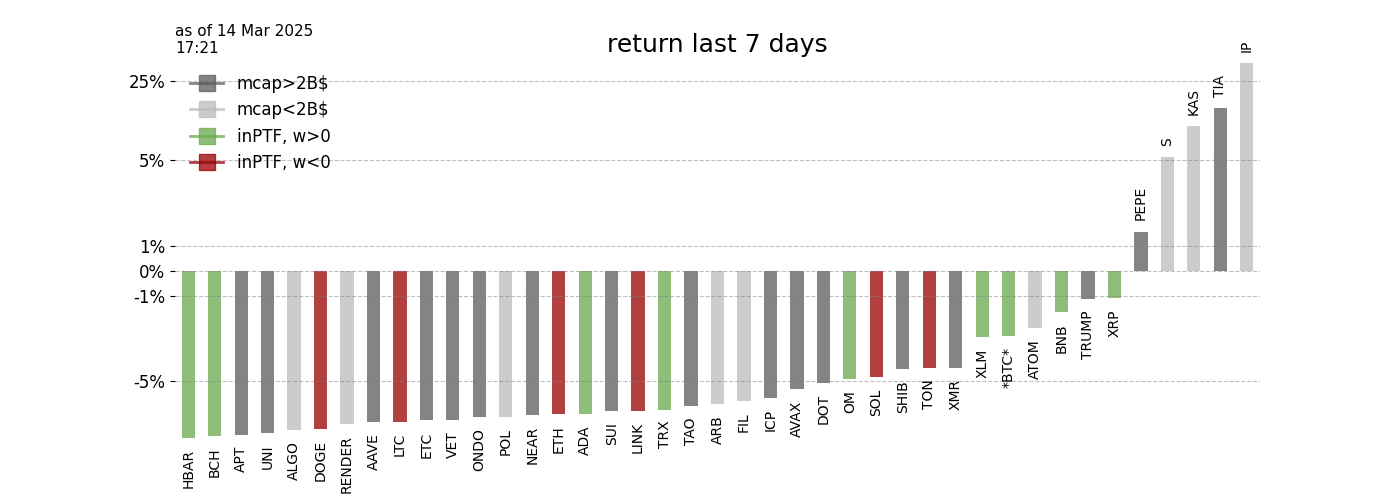 as of 14 Mar 2025
17:21
return last 7 days
mcap>2B$
mcap<2B$
inPTF, w>0
inPTF, w<0
25%
5%
1%
0%
-1%
-5%
HBAR
BCH
APT
UNI
ALGO
DOGE
RENDER
AAVE
LTC
ETC
VET
ONDO
POL
NEAR
ETH
ADA
SUI
LINK
TRX
TAO
ARB
FIL
ICP
AVAX
DOT
OM
SOL
SHIB
TON
XMR
XLM
*BTC*
ATOM
BNB
TRUMP
XRP
PEPE
S
KAS
TIA
IP